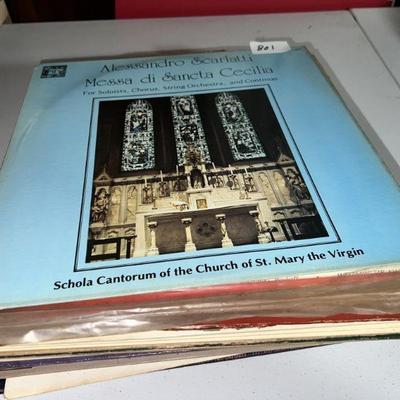 Alessandro Scarlatti
801
Messa di Sancta Cecilia
For Soloists, Chorus, String Orchestra, and Continuo
Schola Cantorum of the Church of St. Mary the Virgin